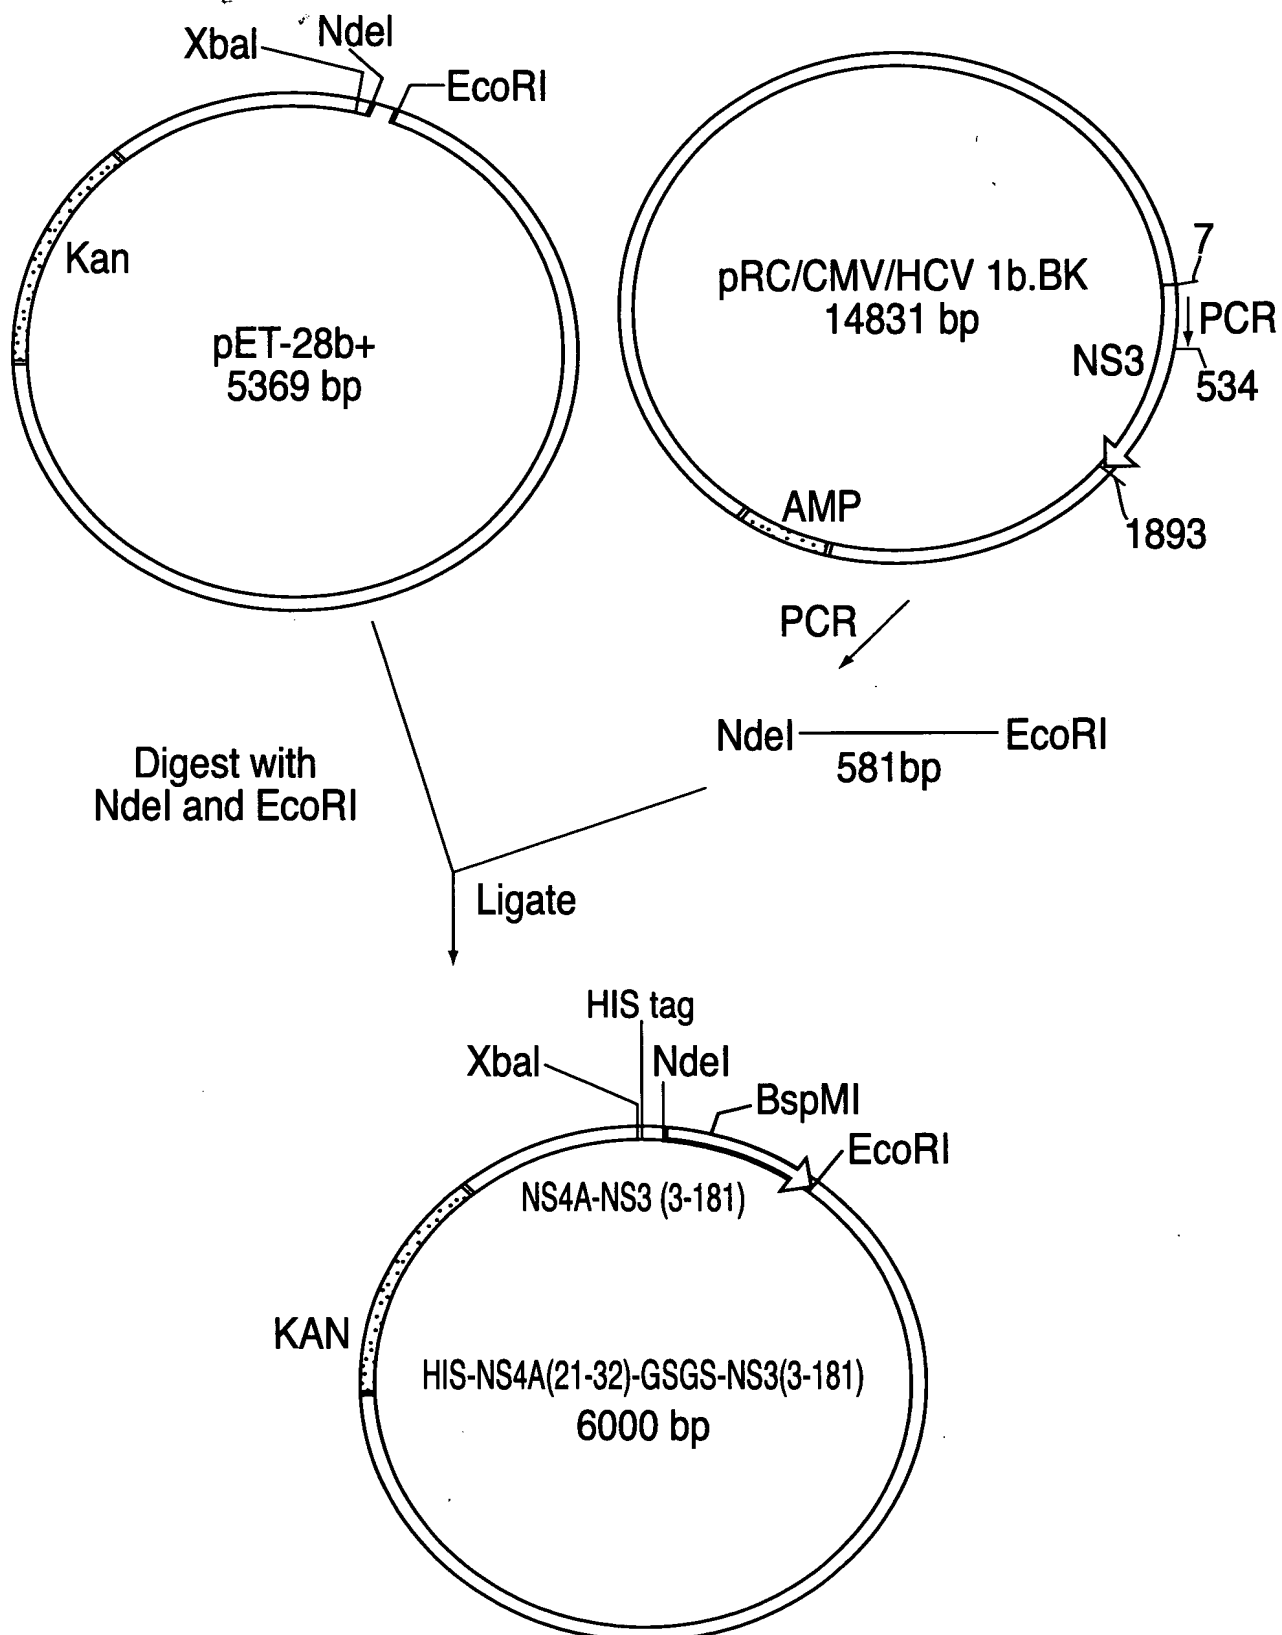 XbaI
NdeI
EcoRI
Kan
pET-28b+
5369 bp
pRC/CMV/HCV 1b.BK
14831 bp
7
PCR
NS3
534
AMP
1893
PCR
NdeI
EcoRI
581bp
Digest with
NdeI and EcoRI
Ligate
HIS tag
XbaI
NdeI
BspMI
EcoRI
NS4A-NS3 (3-181)
KAN
HIS-NS4A(21-32)-GSGS-NS3(3-181)
6000 bp